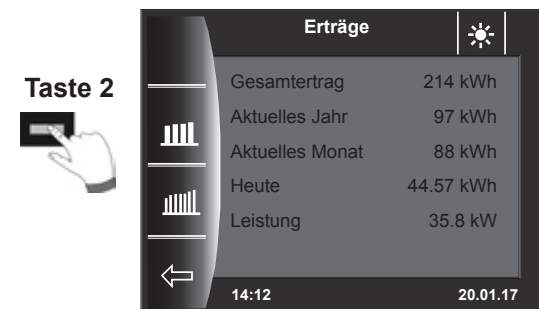 Erträge
Taste 2
Gesamtertrag 214 kWh
Aktuelles Jahr 97 kWh
Aktuelles Monat 88 kWh
Heute 44.57 kWh
Leistung 35.8 kW
14:12 20.01.17